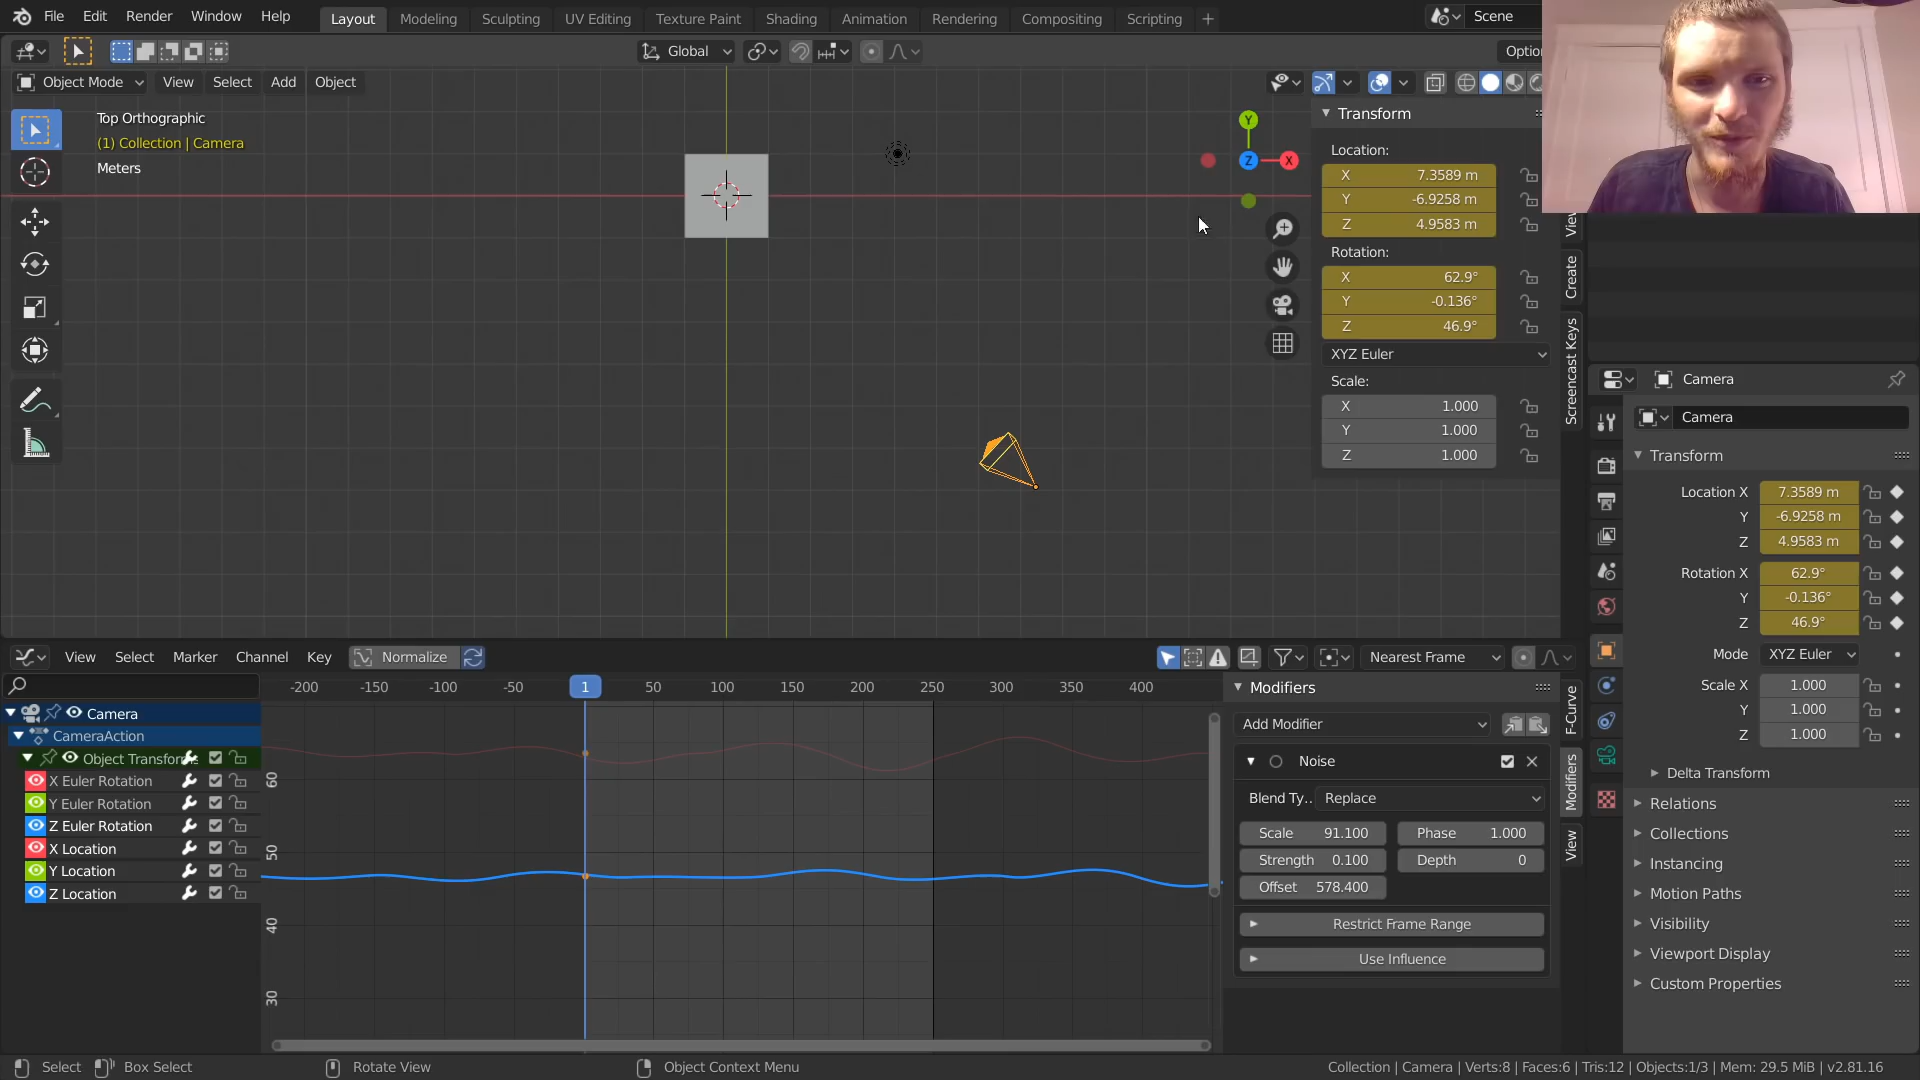 File Edit Render Window Help Layout Modeling Sculpting UV Editing Texture Paint Shading Animation Rendering Compositing Scripting + Scene
Global Optio
Object Mode View Select Add Object
Top Orthographic
(1) Collection | Camera
Meters
Y
Z
X
Transform
Location:
X 7.3589 m
Y -6.9258 m
Z 4.9583 m
Rotation:
X 62.9°
Y -0.136°
Z 46.9°
XYZ Euler
Scale:
X 1.000
Y 1.000
Z 1.000
View
Create
Screencast Keys
Camera
Camera
Transform
Location X 7.3589 m
Y -6.9258 m
Z 4.9583 m
Rotation X 62.9°
Y -0.136°
Z 46.9°
Mode XYZ Euler
Scale X 1.000
Y 1.000
Z 1.000
Delta Transform
Relations
Collections
Instancing
Motion Paths
Visibility
Viewport Display
Custom Properties
View Select Marker Channel Key Normalize Nearest Frame
-200 -150 -100 -50 1 50 100 150 200 250 300 350 400
Camera
CameraAction
Object Transform
X Euler Rotation
Y Euler Rotation
Z Euler Rotation
X Location
Y Location
Z Location
60
50
40
30
Modifiers
Add Modifier
Noise
Blend Ty.. Replace
Scale 91.100 Phase 1.000
Strength 0.100 Depth 0
Offset 578.400
Restrict Frame Range
Use Influence
F-Curve
Modifiers
View
Select Box Select Rotate View Object Context Menu Collection | Camera | Verts:8 | Faces:6 | Tris:12 | Objects:1/3 | Mem: 29.5 MiB | v2.81.16